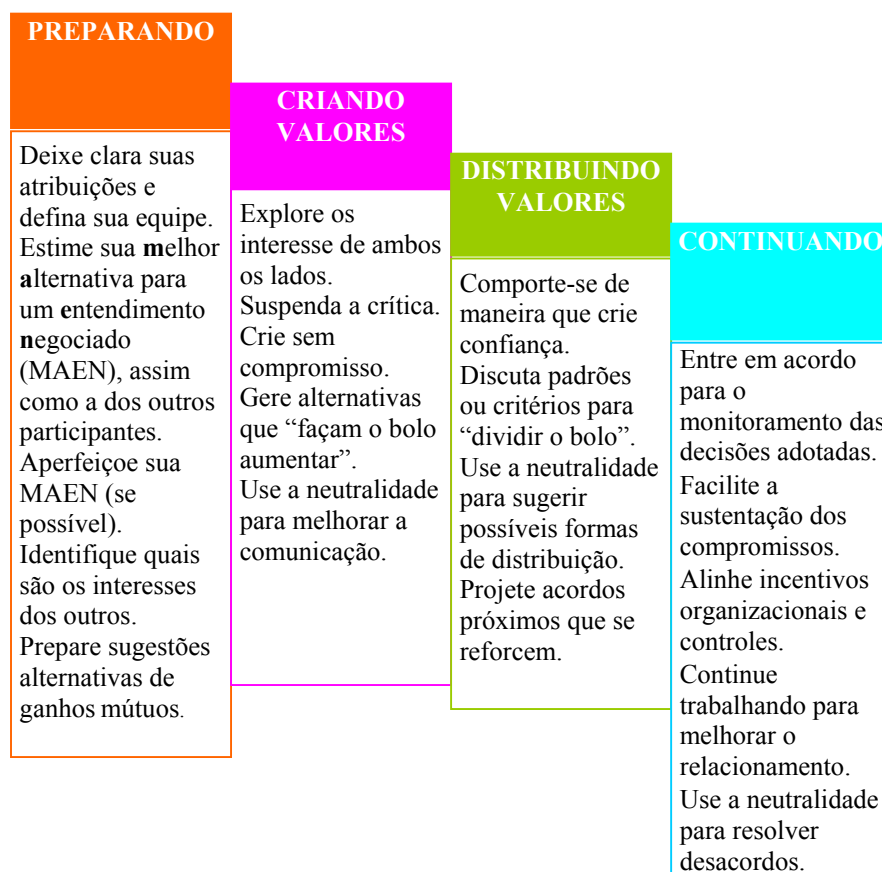 PREPARANDO
Deixe clara suas
atribuições e
defina sua equipe.
Estime sua melhor
alternativa para
um entendimento
negociado
(MAEN), assim
como a dos outros
participantes.
Aperfeiçoe sua
MAEN (se
possível).
Identifique quais
são os interesses
dos outros.
Prepare sugestões
alternativas de
ganhos mútuos.
CRIANDO
VALORES
Explore os
interesse de ambos
os lados.
Suspenda a crítica.
Crie sem
compromisso.
Gere alternativas
que “façam o bolo
aumentar”.
Use a neutralidade
para melhorar a
comunicação.
DISTRIBUINDO
VALORES
Comporte-se de
maneira que crie
confiança.
Discuta padrões
ou critérios para
“dividir o bolo”.
Use a neutralidade
para sugerir
possíveis formas
de distribuição.
Projete acordos
próximos que se
reforcem.
CONTINUANDO
Entre em acordo
para o
monitoramento das
decisões adotadas.
Facilite a
sustentação dos
compromissos.
Alinhe incentivos
organizacionais e
controles.
Continue
trabalhando para
melhorar o
relacionamento.
Use a neutralidade
para resolver
desacordos.